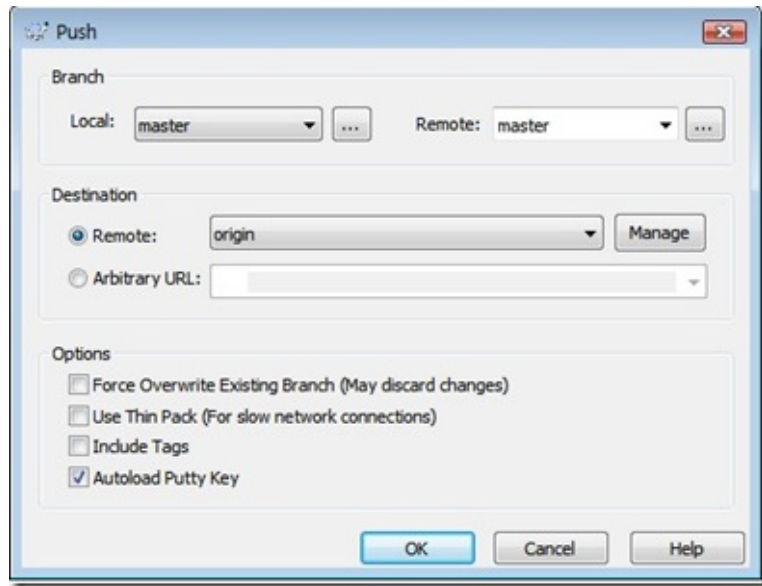 Push
Branch
Local: master ... Remote: master ...
Destination
Remote: origin Manage
Arbitrary URL:
Options
Force Overwrite Existing Branch (May discard changes)
Use Thin Pack (For slow network connections)
Include Tags
Autoload Putty Key
OK Cancel Help